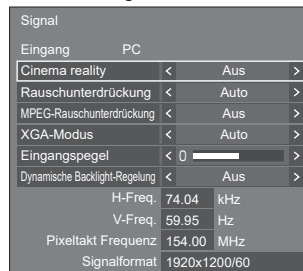 Signal
Eingang PC
Cinema reality < Aus >
Rauschunterdrückung < Auto >
MPEG-Rauschunterdrückung < Aus >
XGA-Modus < Auto >
Eingangspegel < 0 >
Dynamische Backlight-Regelung < Aus >
H-Freq. 74.04 kHz
V-Freq. 59.95 Hz
Pixeltakt Frequenz 154.00 MHz
Signalformat 1920x1200/60